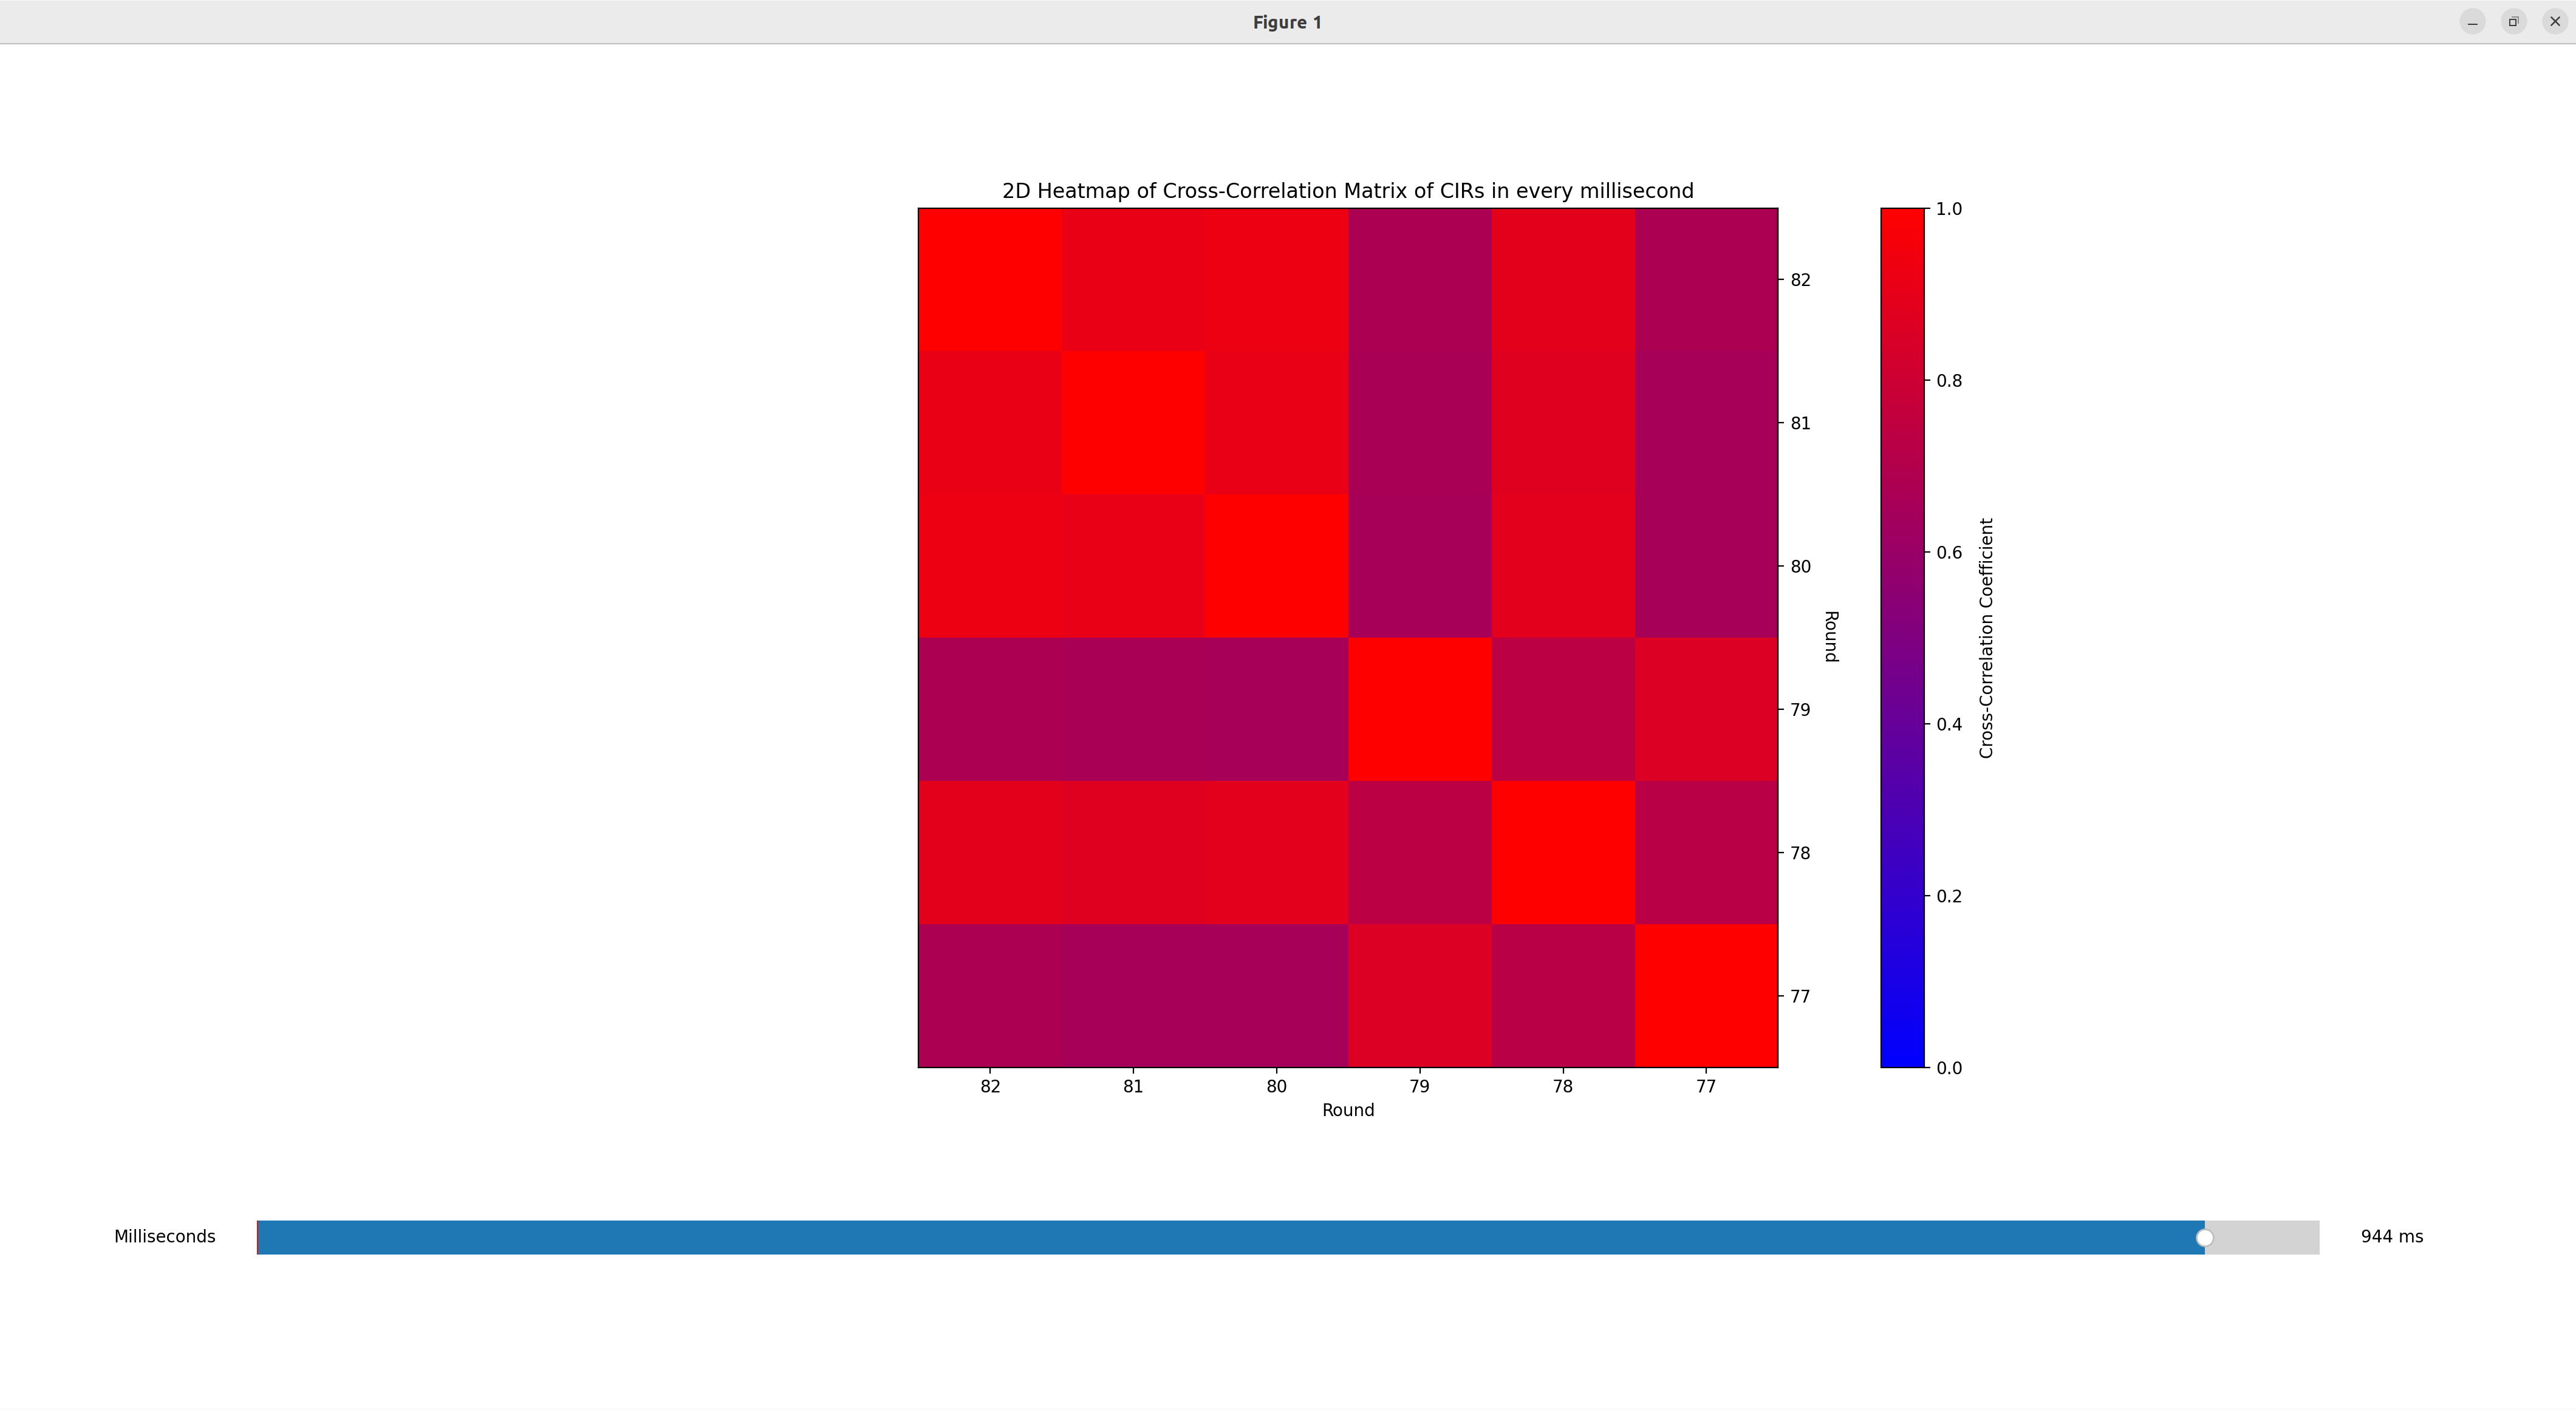 Figure 1
2D Heatmap of Cross-Correlation Matrix of CIRs in every millisecond
82
81
80
79
78
77
Round
82 81 80 79 78 77
Round
1.0
0.8
0.6
0.4
0.2
0.0
Cross-Correlation Coefficient
Milliseconds 944 ms